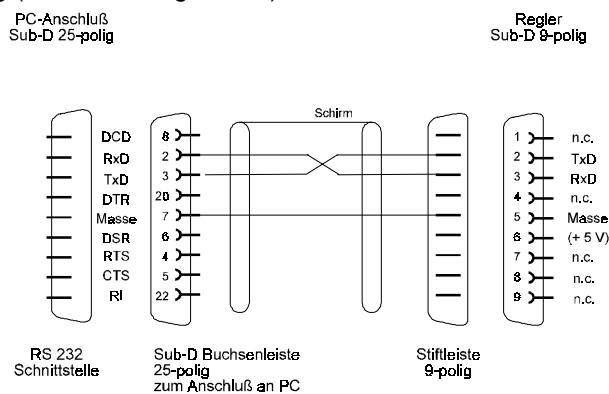 PC-Anschluß
Sub-D 25-polig
Regler
Sub-D 9-polig
Schirm
DCD 8 1 n.c.
RxD 2 2 TxD
TxD 3 3 RxD
DTR 20 4 n.c.
Masse 7 5 Masse
DSR 6 6 (+ 5 V)
RTS 4 7 n.c.
CTS 5 8 n.c.
RI 22 9 n.c.
RS 232
Schnittstelle
Sub-D Buchsenleiste
25-polig
zum Anschluß an PC
Stiftleiste
9-polig